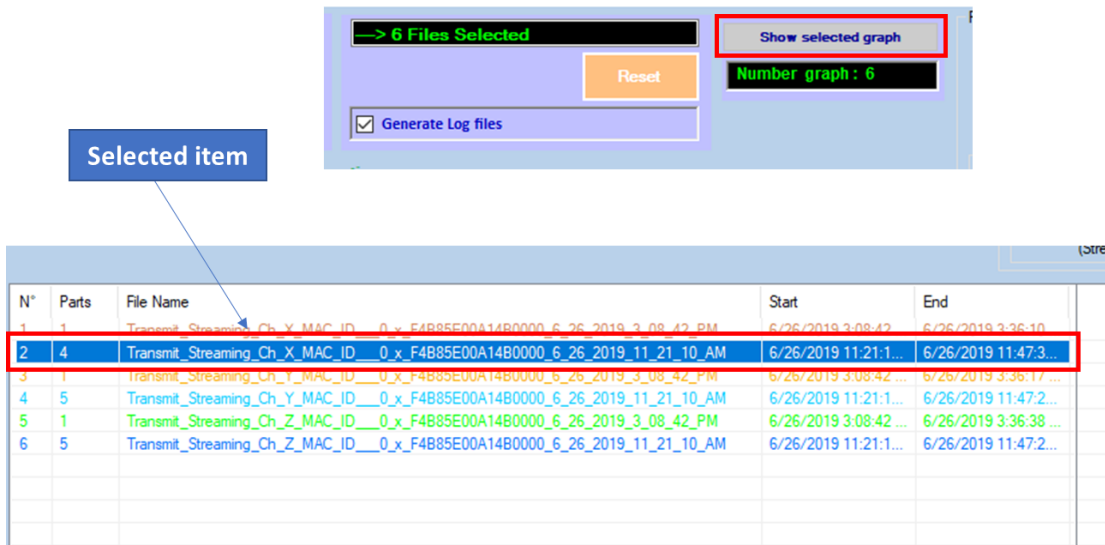 —> 6 Files Selected
Show selected graph
Reset
Number graph : 6
Generate Log files
Selected item
(Stre
N° Parts File Name Start End
1 1 Transmit_Streaming_Ch_X_MAC_ID___0_x_F4B85E00A14B0000_6_26_2019_3_08_42_PM 6/26/2019 3:08:42 ... 6/26/2019 3:36:10 ...
2 4 Transmit_Streaming_Ch_X_MAC_ID___0_x_F4B85E00A14B0000_6_26_2019_11_21_10_AM 6/26/2019 11:21:1... 6/26/2019 11:47:3...
3 1 Transmit_Streaming_Ch_Y_MAC_ID___0_x_F4B85E00A14B0000_6_26_2019_3_08_42_PM 6/26/2019 3:08:42 ... 6/26/2019 3:36:17 ...
4 5 Transmit_Streaming_Ch_Y_MAC_ID___0_x_F4B85E00A14B0000_6_26_2019_11_21_10_AM 6/26/2019 11:21:1... 6/26/2019 11:47:2...
5 1 Transmit_Streaming_Ch_Z_MAC_ID___0_x_F4B85E00A14B0000_6_26_2019_3_08_42_PM 6/26/2019 3:08:42 ... 6/26/2019 3:36:38 ...
6 5 Transmit_Streaming_Ch_Z_MAC_ID___0_x_F4B85E00A14B0000_6_26_2019_11_21_10_AM 6/26/2019 11:21:1... 6/26/2019 11:47:2...